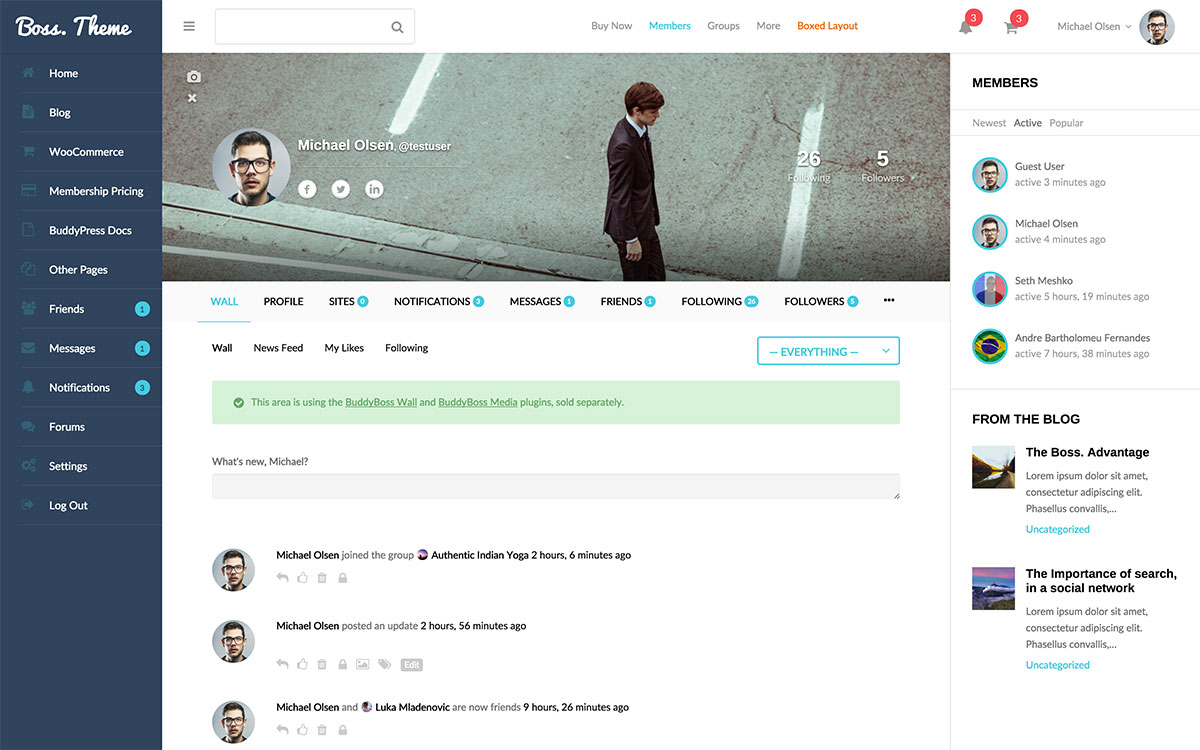 Boss. Theme
Buy Now
Members
Groups
More
Boxed Layout
3
3
Michael Olsen
Home
Blog
WooCommerce
Membership Pricing
BuddyPress Docs
Other Pages
Friends 1
Messages 1
Notifications 3
Forums
Settings
Log Out
Michael Olsen, @testuser
26
Following
5
Followers
WALL
PROFILE
SITES 0
NOTIFICATIONS 3
MESSAGES 1
FRIENDS 1
FOLLOWING 26
FOLLOWERS 5
•••
Wall
News Feed
My Likes
Following
— EVERYTHING —
This area is using the BuddyBoss Wall and BuddyBoss Media plugins, sold separately.
What's new, Michael?
Michael Olsen joined the group Authentic Indian Yoga 2 hours, 6 minutes ago
Michael Olsen posted an update 2 hours, 56 minutes ago
Edit
Michael Olsen and Luka Mladenovic are now friends 9 hours, 26 minutes ago
MEMBERS
Newest Active Popular
Guest User
active 3 minutes ago
Michael Olsen
active 4 minutes ago
Seth Meshko
active 5 hours, 19 minutes ago
Andre Bartholomeu Fernandes
active 7 hours, 38 minutes ago
FROM THE BLOG
The Boss. Advantage
Lorem ipsum dolor sit amet,
consectetur adipiscing elit.
Phasellus convallis,...
Uncategorized
The Importance of search,
in a social network
Lorem ipsum dolor sit amet,
consectetur adipiscing elit.
Phasellus convallis,...
Uncategorized